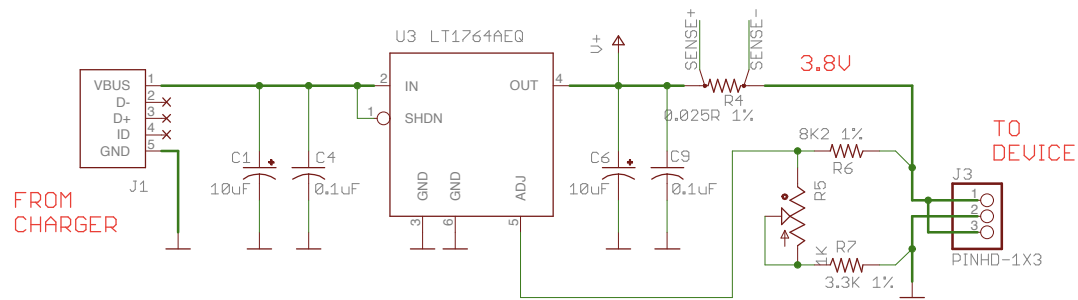 U3 LT1764AEQ
V+
SENSE+
SENSE-
3.8V
VBUS 1
D- 2
D+ 3
ID 4
GND 5
J1
FROM
CHARGER
C1
10uF
C4
0.1uF
2 IN
1 SHDN
OUT 4
GND
3
GND
6
ADJ
5
C6
10uF
C9
0.1uF
R4
0.025R 1%
8K2 1%
R6
R5
1K
R7
3.3K 1%
TO
DEVICE
J3
1
2
3
PINHD-1X3